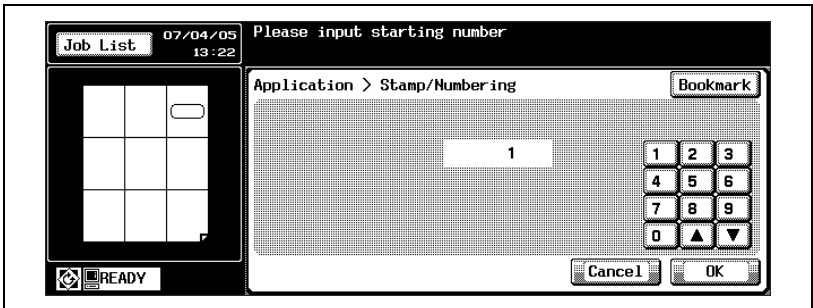 Job List
07/04/05
13:22
Please input starting number
Application > Stamp/Numbering
Bookmark
1
1 2 3
4 5 6
7 8 9
0 ▲ ▼
READY
Cancel
OK